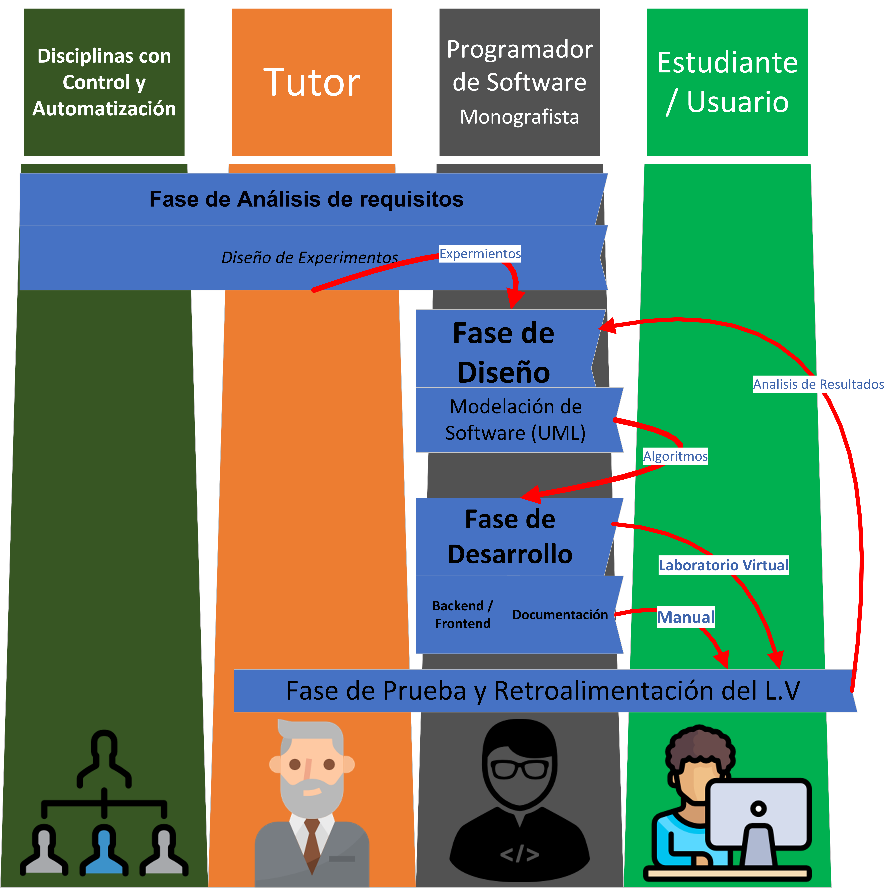 Disciplinas con
Control y
Automatización
Tutor
Programador
de Software
Monografista
Estudiante
/ Usuario
Fase de Análisis de requisitos
Diseño de Experimentos
Expermientos
Fase de
Diseño
Analisis de Resultados
Modelación de
Software (UML)
Algoritmos
Fase de
Desarrollo
Laboratorio Virtual
Backend /
Frontend
Documentación
Manual
Fase de Prueba y Retroalimentación del L.V
</>